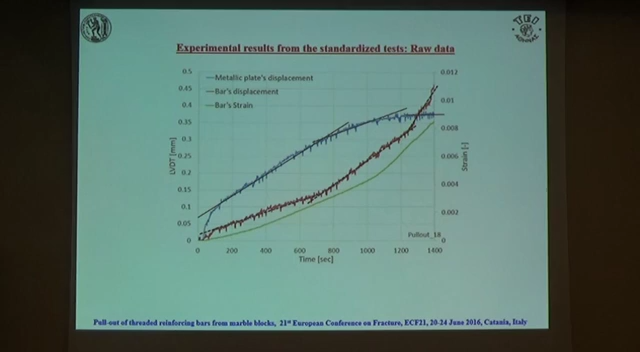 Experimental results from the standardized tests: Raw data
Metallic plate's displacement
Bar's displacement
Bar's Strain
0.5
0.45
0.4
0.35
0.3
0.25
0.2
0.15
0.1
0.05
0
LVDT [mm]
0.012
0.01
0.008
0.006
0.004
0.002
0
Strain [-]
0 200 400 600 800 1000 1200 1400
Time [sec]
Pullout_18
Pull-out of threaded reinforcing bars from marble blocks, 21st European Conference on Fracture, ECF21, 20-24 June 2016, Catania, Italy